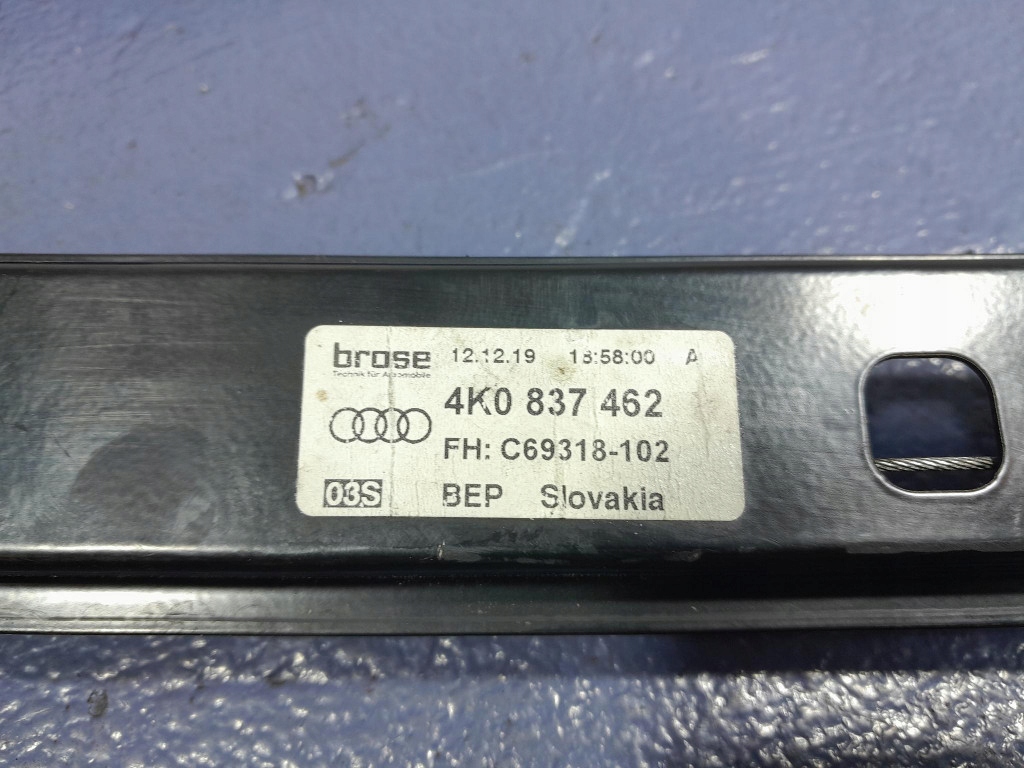 brose 12.12.19 18:58:00 A
Technik für Automobile
4K0 837 462
FH: C69318-102
03S BEP Slovakia